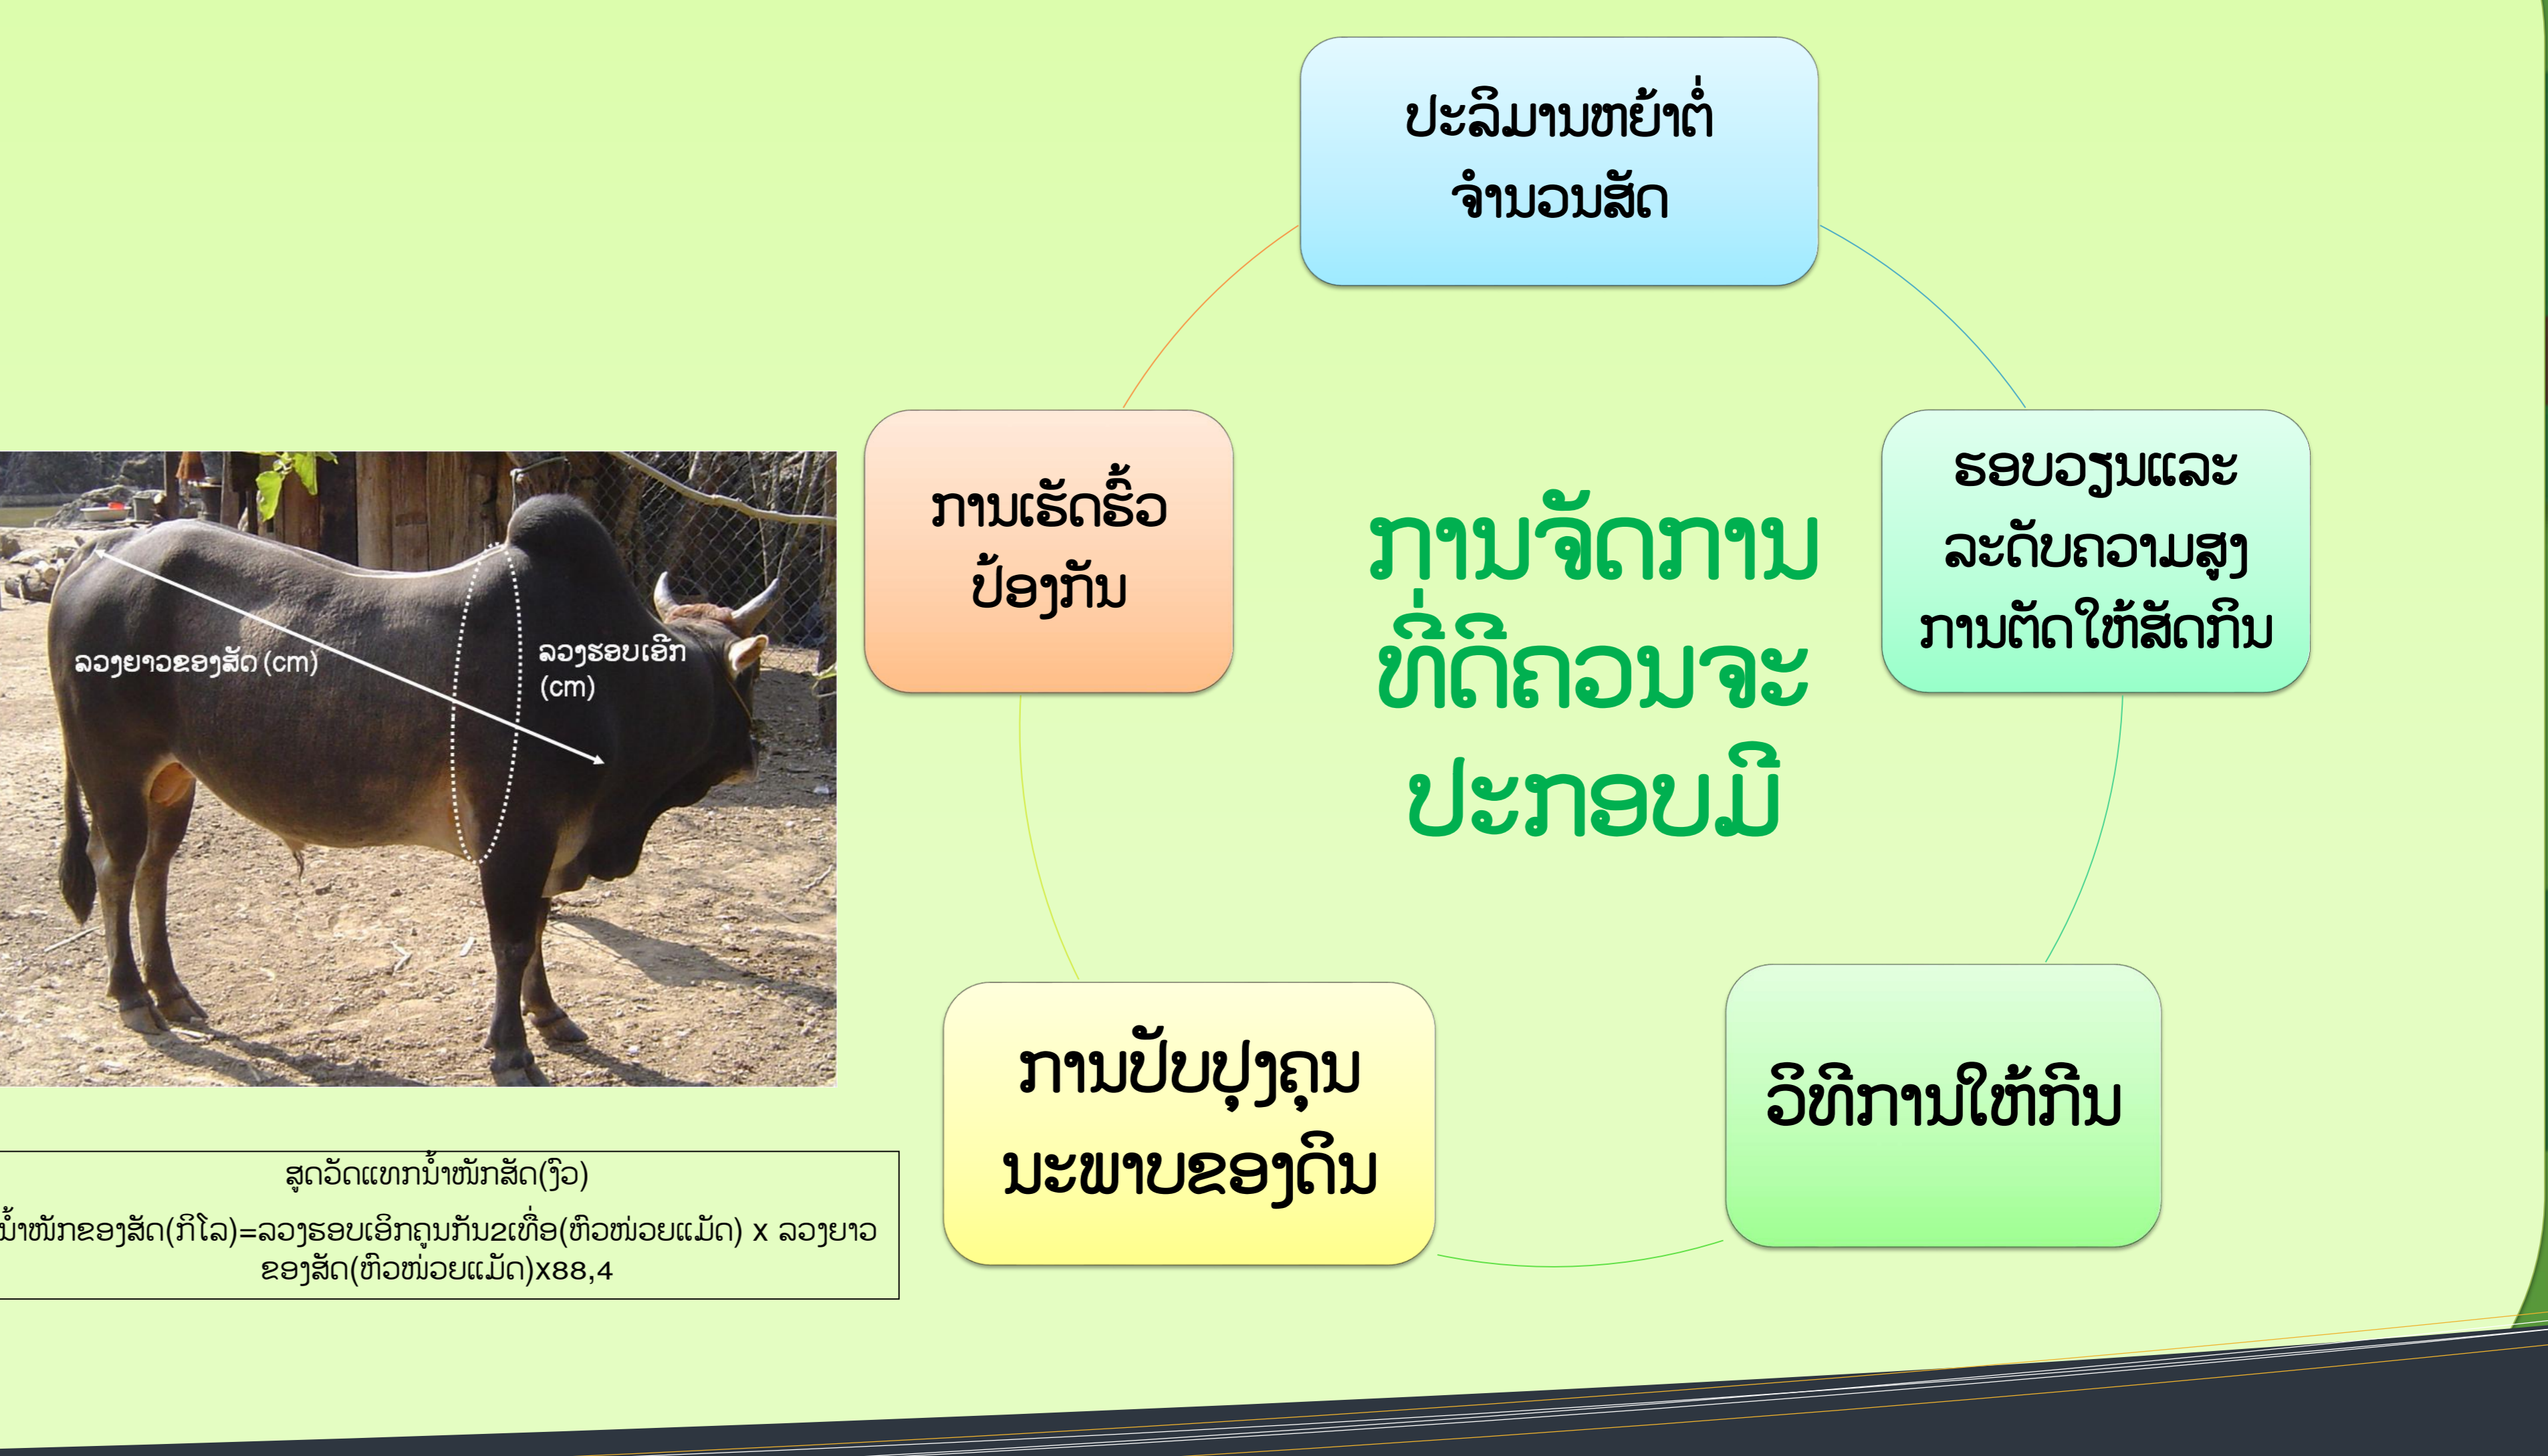 ປະລິມານຫຍ້າຕໍ່
ຈຳນວນສັດ
ຮອບວຽນແລະ
ລະດັບຄວາມສູງ
ການຕັດໃຫ້ສັດກິນ
ວິທີການໃຫ້ກີນ
ການປັບປຸງຄຸນ
ນະພາບຂອງດິນ
ການເຮັດຮົ້ວ
ປ້ອງກັນ
ການຈັດການ
ທີ່ດີຄວນຈະ
ປະກອບມີ
ລວງຍາວຂອງສັດ (cm)
ລວງຮອບເອິກ
(cm)
ສູດວັດແທກນ້ຳໜັກສັດ(ງົວ)
ນ້ຳໜັກຂອງສັດ(ກິໂລ)=ລວງຮອບເອິກຄູນກັນ2ເທື່ອ(ຫົວໜ່ວຍແມັດ) x ລວງຍາວ
ຂອງສັດ(ຫົວໜ່ວຍແມັດ)x88,4